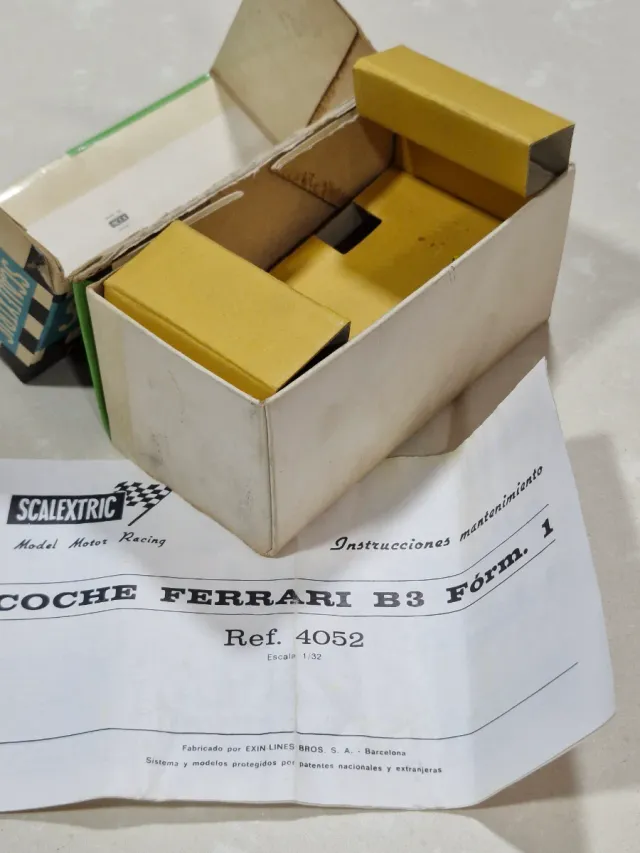 SCALEXTRIC
Model Motor Racing
Instrucciones mantenimiento
COCHE FERRARI B3 Fórm. 1
Ref. 4052
Escala 1/32
Fabricado por EXIN-LINES BROS. S. A. - Barcelona
Sistema y modelos protegidos por patentes nacionales y extranjeras